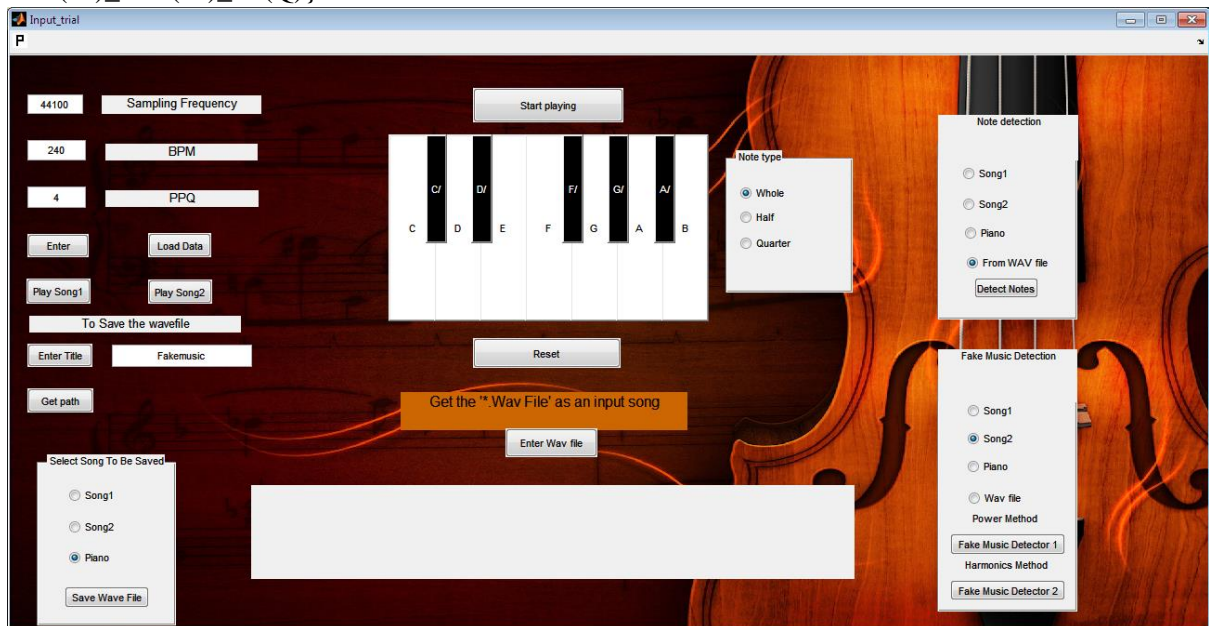 Input_trial
P
44100
Sampling Frequency
240
BPM
4
PPQ
Enter
Load Data
Play Song1
Play Song2
To Save the wavefile
Enter Title
Fakemusic
Get path
Select Song To Be Saved
Song1
Song2
Piano
Save Wave File
Start playing
C/ D/ F/ G/ A/
C D E F G A B
Reset
Get the '*.Wav File' as an input song
Enter Wav file
Note type
Whole
Half
Quarter
Note detection
Song1
Song2
Piano
From WAV file
Detect Notes
Fake Music Detection
Song1
Song2
Piano
Wav file
Power Method
Fake Music Detector 1
Harmonics Method
Fake Music Detector 2